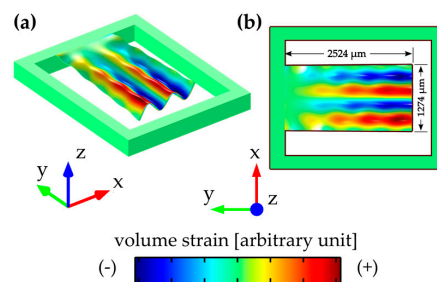 (a)
(b)
2524 µm
1274 µm
z
y
x
x
y
z
volume strain [arbitrary unit]
(-)
(+)